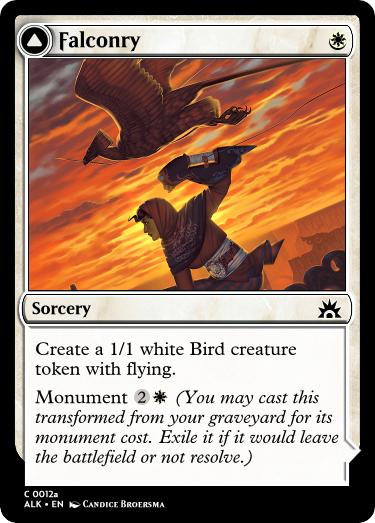 Falconry
Sorcery
Create a 1/1 white Bird creature
token with flying.
Monument 2 (You may cast this
transformed from your graveyard for its
monument cost. Exile it if it would leave
the battlefield or not resolve.)
C 0012a
ALK • EN Candice Broersma